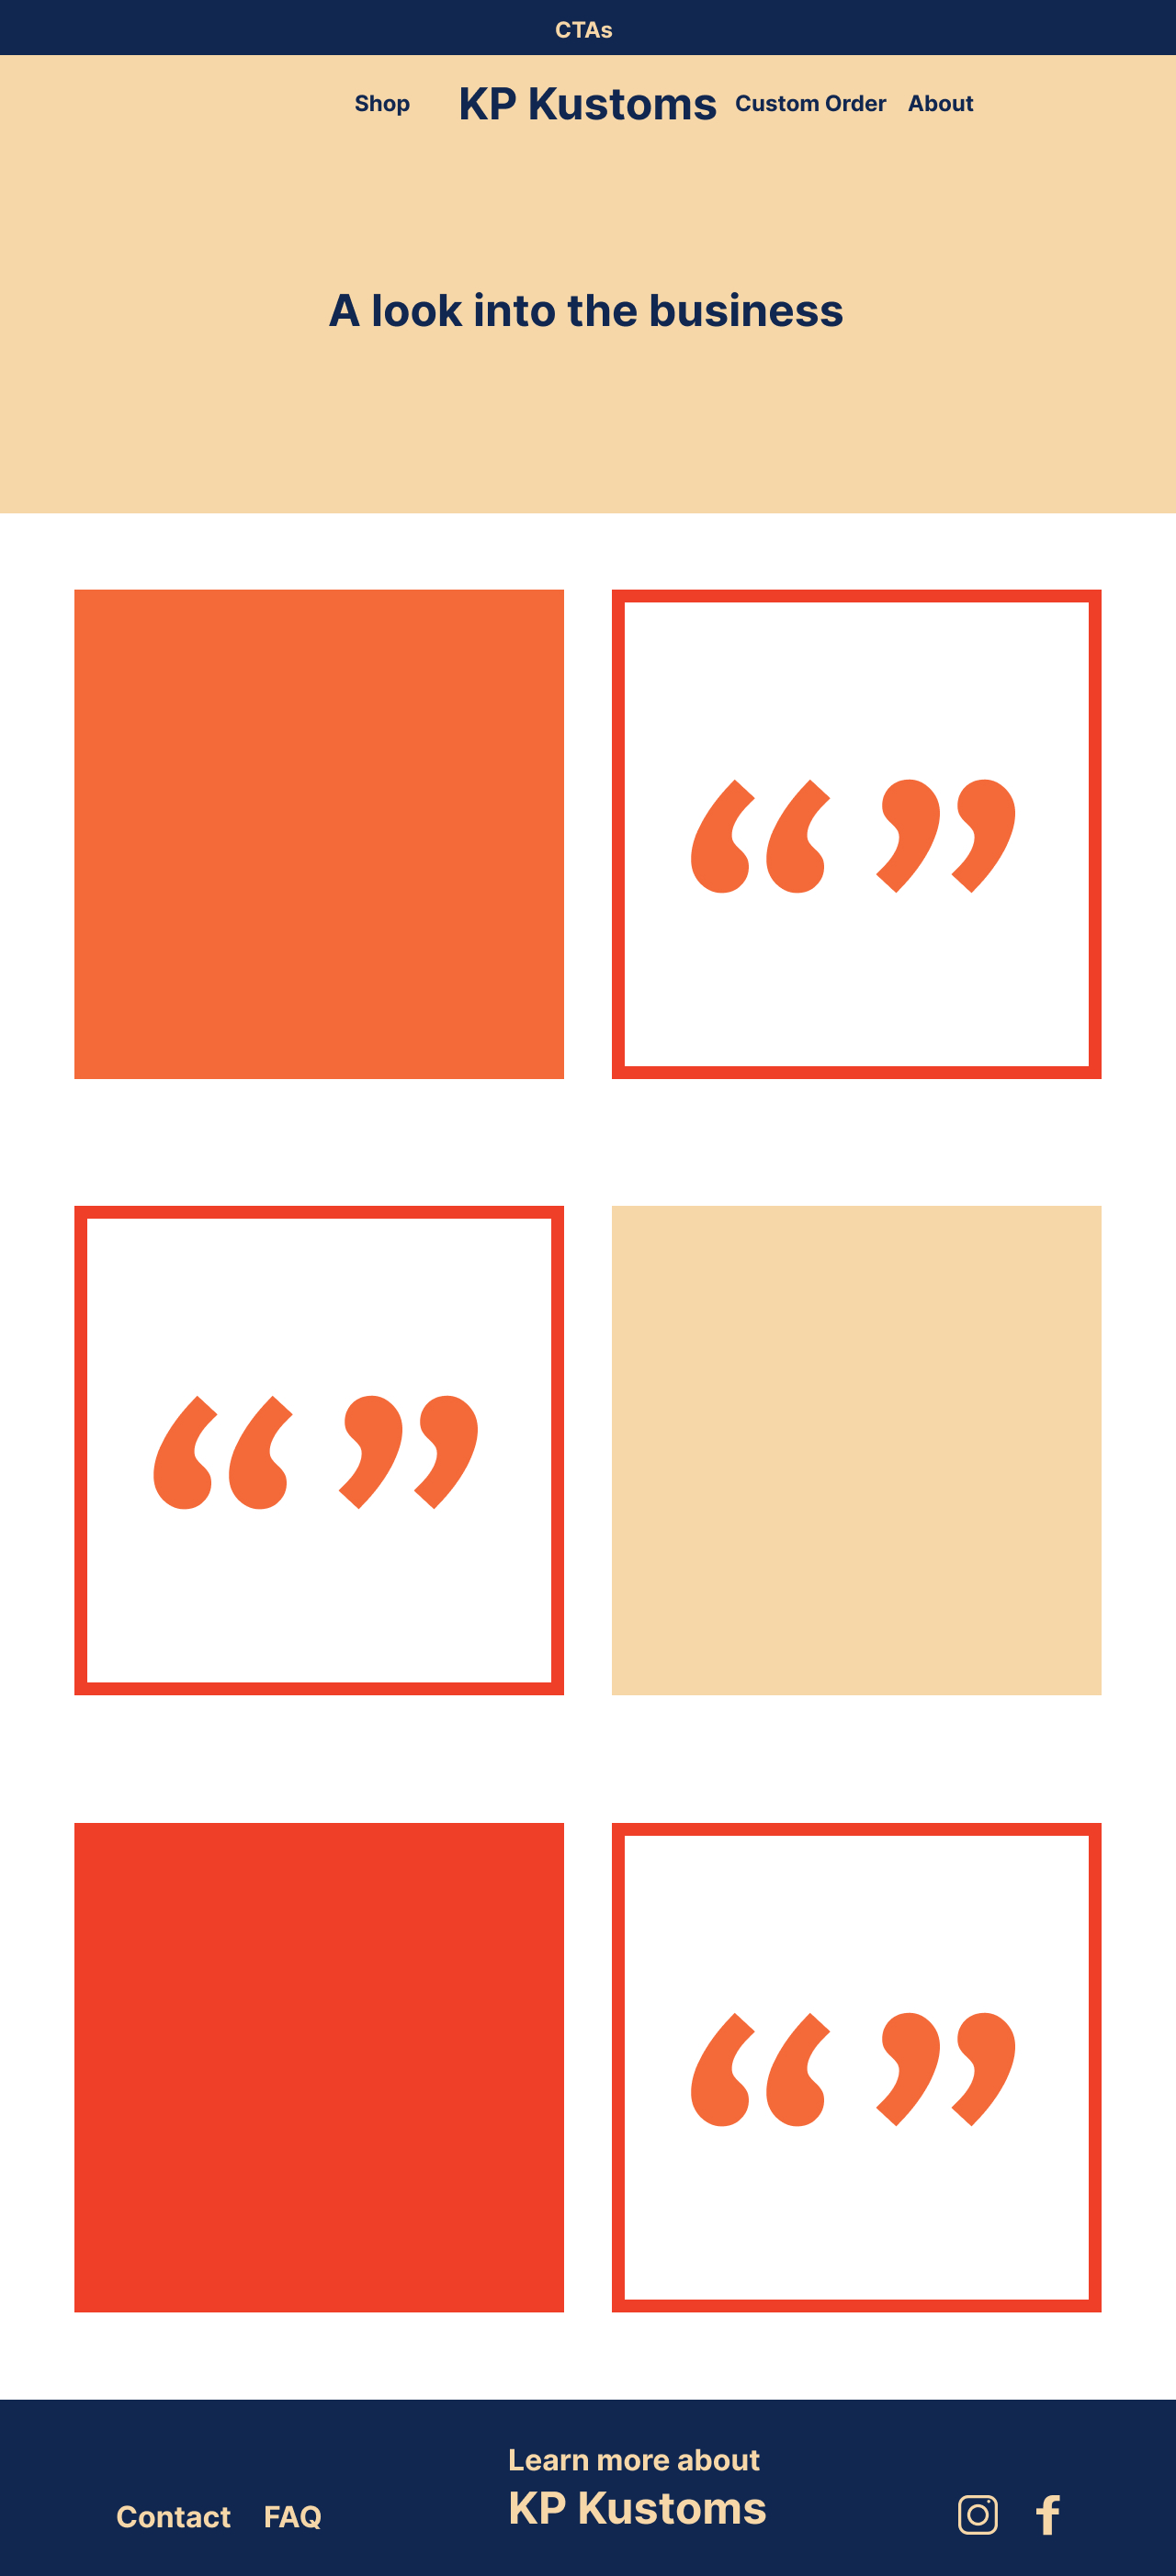 CTAs
Shop KP Kustoms Custom Order About
A look into the business
“ ”
“ ”
“ ”
Learn more about
KP Kustoms
Contact FAQ